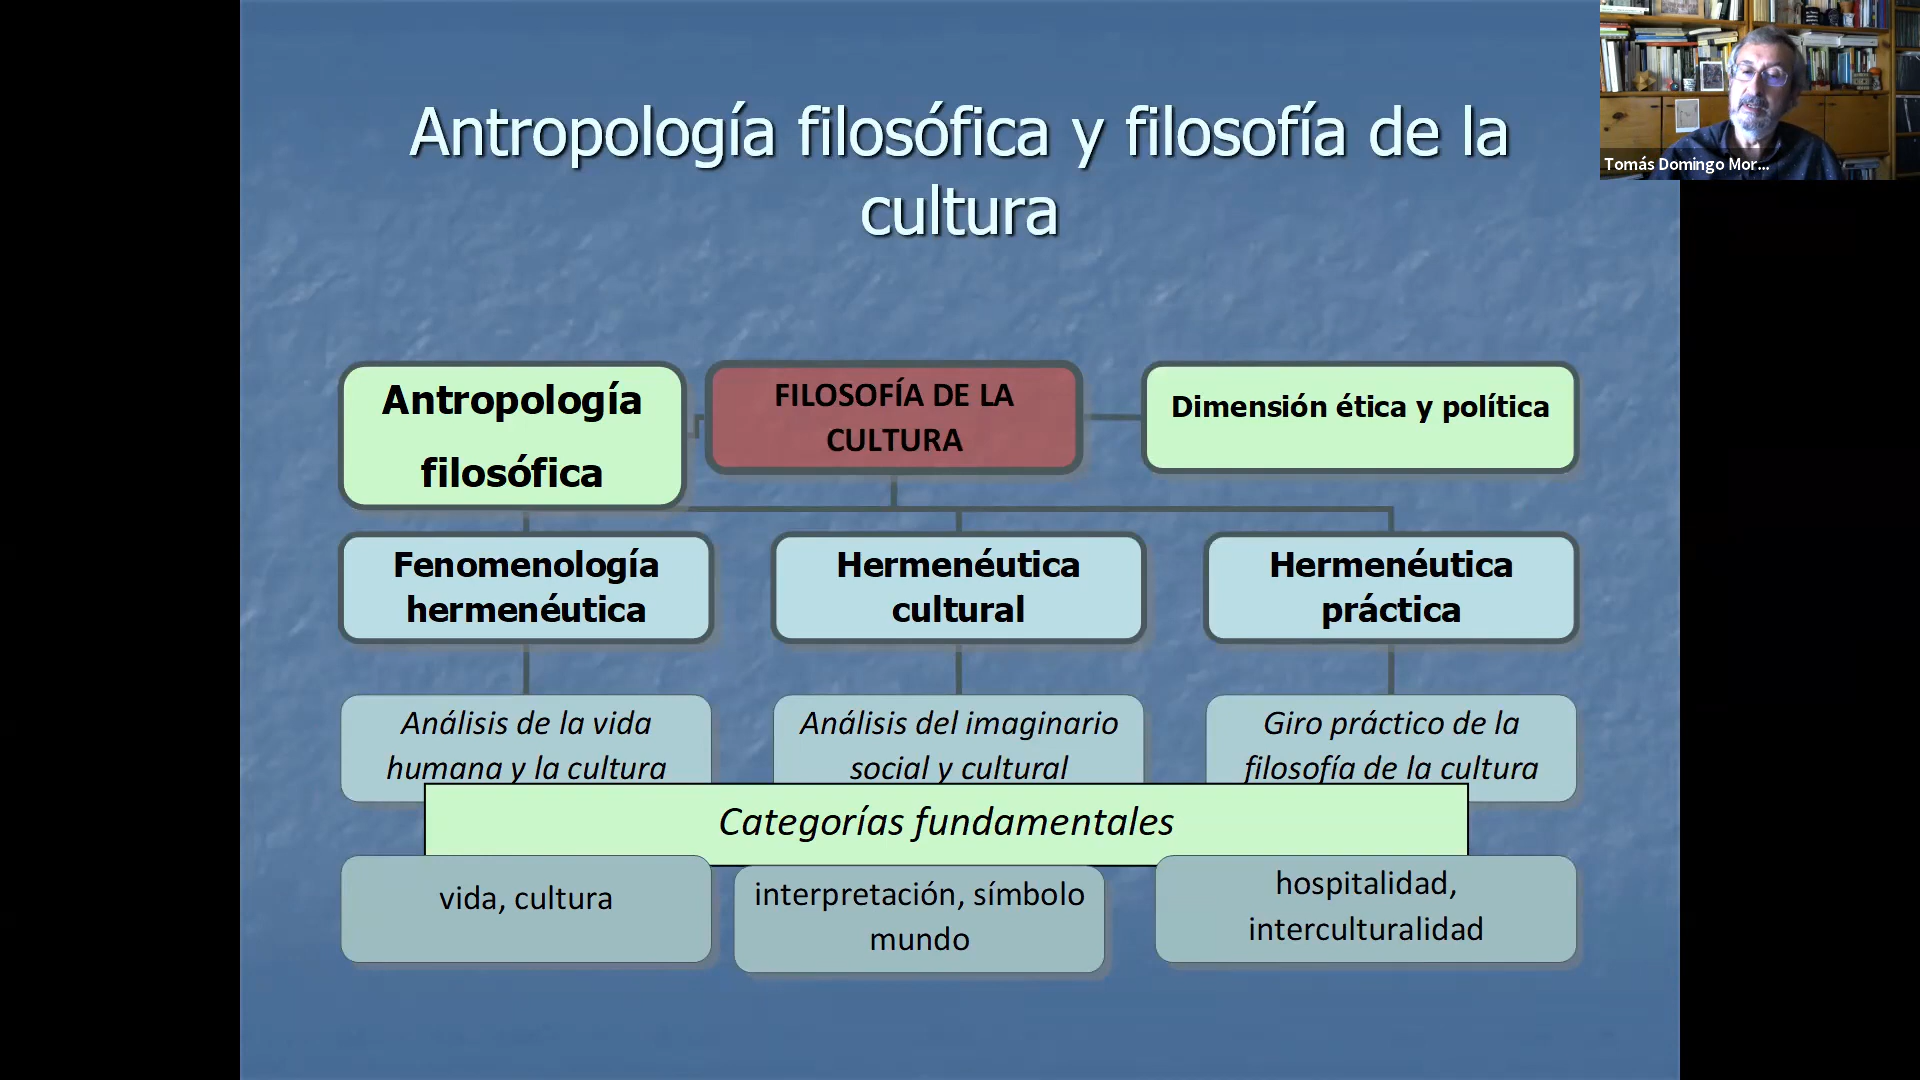 Antropología filosófica y filosofía de la
cultura
Tomás Domingo Mor...
Antropología
filosófica
FILOSOFÍA DE LA
CULTURA
Dimensión ética y política
Fenomenología
hermenéutica
Hermenéutica
cultural
Hermenéutica
práctica
Análisis de la vida
humana y la cultura
Análisis del imaginario
social y cultural
Giro práctico de la
filosofía de la cultura
Categorías fundamentales
vida, cultura
interpretación, símbolo
mundo
hospitalidad,
interculturalidad